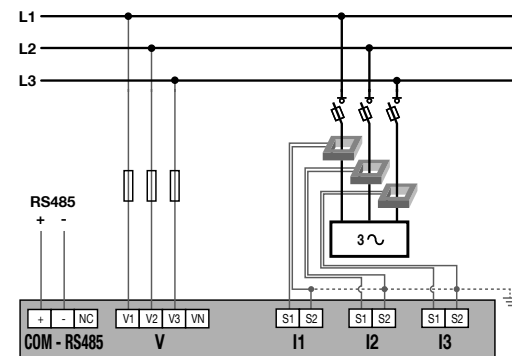 L1
L2
L3
RS485
+ -
3
+ - NC V1 V2 V3 VN S1 S2 S1 S2 S1 S2
COM - RS485 V I1 I2 I3